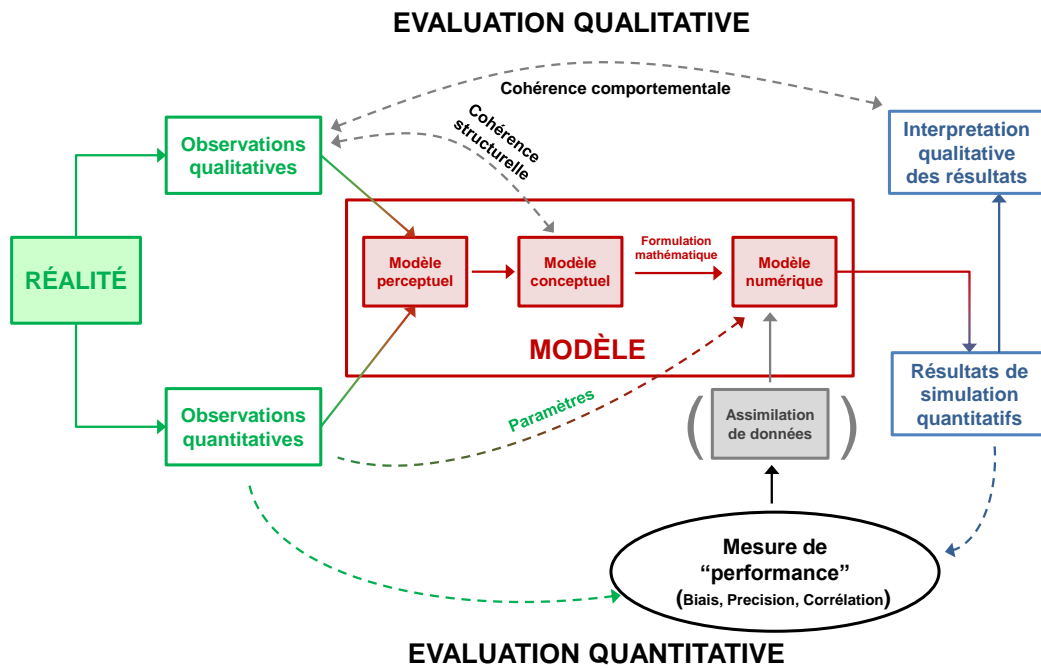 EVALUATION QUALITATIVE
Cohérence comportementale
Cohérence
structurelle
Observations
qualitatives
Interpretation
qualitative
des résultats
RÉALITÉ
Modèle
perceptuel
Modèle
conceptuel
Formulation
mathématique
Modèle
numérique
MODÈLE
Résultats de
simulation
quantitatifs
Observations
quantitatives
Paramètres
(Assimilation
de données)
Mesure de
“performance”
(Biais, Precision, Corrélation)
EVALUATION QUANTITATIVE